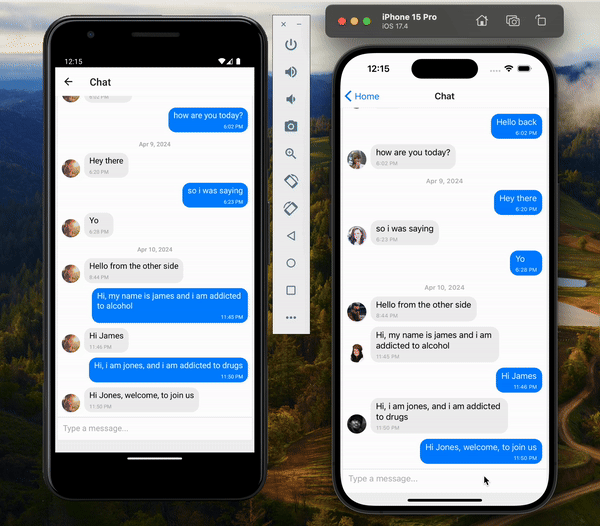 12:15
Chat
6:02 PM
how are you today?
6:02 PM
Apr 9, 2024
Hey there
6:20 PM
so i was saying
6:23 PM
Yo
6:28 PM
Apr 10, 2024
Hello from the other side
8:44 PM
Hi, my name is james and i am addicted
to alcohol
11:45 PM
Hi James
11:46 PM
Hi, i am jones, and i am addicted to drugs
11:50 PM
Hi Jones, welcome, to join us
11:50 PM
Type a message...
iPhone 15 Pro
iOS 17.4
12:15
Home
Chat
Hello back
6:02 PM
how are you today?
6:02 PM
Apr 9, 2024
Hey there
6:20 PM
so i was saying
6:23 PM
Yo
6:28 PM
Apr 10, 2024
Hello from the other side
8:44 PM
Hi, my name is james and i am
addicted to alcohol
11:45 PM
Hi James
11:46 PM
Hi, i am jones, and i am addicted
to drugs
11:50 PM
Hi Jones, welcome, to join us
11:50 PM
Type a message...